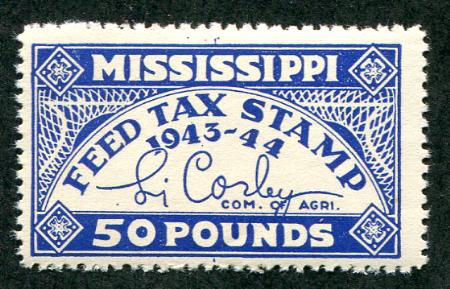 MISSISSIPPI
FEED TAX STAMP
1943-44
Si Corley
COM. OF AGRI.
50 POUNDS